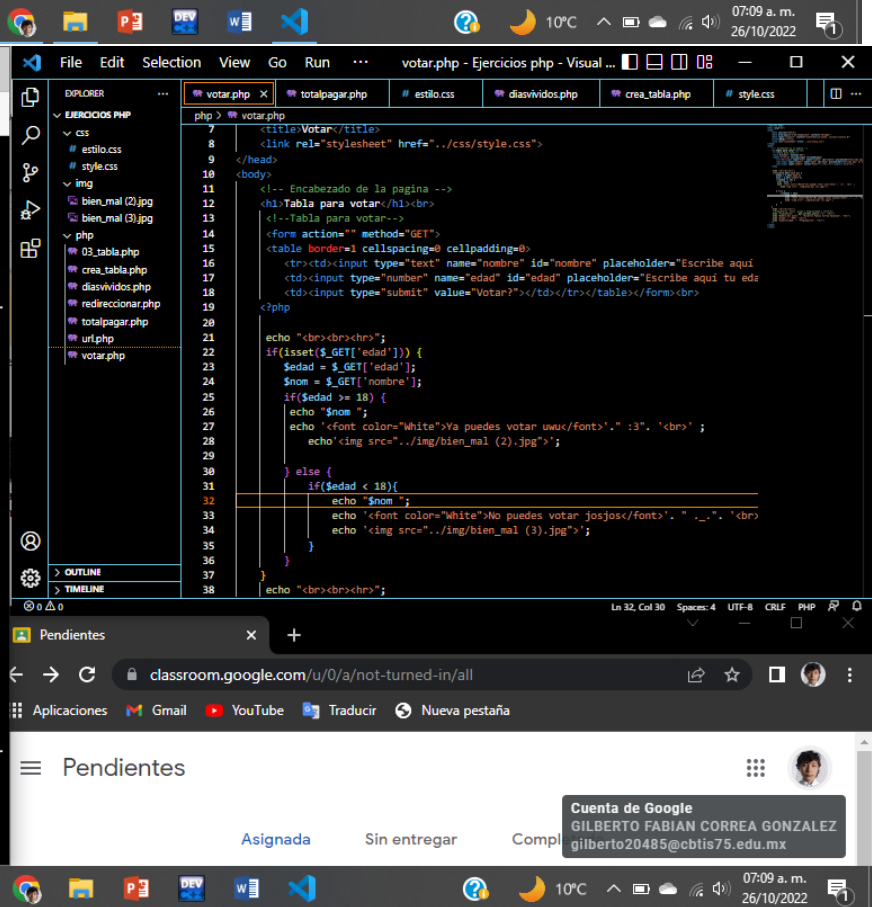 07:09 a. m.
10°C
26/10/2022
1
File Edit Selection View Go Run ··· votar.php - Ejercicios php - Visual ...
EXPLORER ···
votar.php × totalpagar.php # estilo.css diasvividos.php crea_tabla.php # style.css ···
EJERCICIOS PHP
php > votar.php
css
# estilo.css
# style.css
img
bien_mal (2).jpg
bien_mal (3).jpg
php
03_tabla.php
crea_tabla.php
diasvividos.php
redireccionar.php
totalpagar.php
url.php
votar.php
OUTLINE
TIMELINE
7 <title>Votar</title>
8 <link rel="stylesheet" href="../css/style.css">
9 </head>
10 <body>
11 <!-- Encabezado de la pagina -->
12 <h1>Tabla para votar</h1><br>
13 <!--Tabla para votar-->
14 <form action="" method="GET">
15 <table border=1 cellspacing=0 cellpadding=0>
16 <tr><td><input type="text" name="nombre" id="nombre" placeholder="Escribe aquí
17 <td><input type="number" name="edad" id="edad" placeholder="Escribe aquí tu eda
18 <td><input type="submit" value="Votar?"></td></tr></table></form><br>
19 <?php
20
21 echo "<br><br><hr>";
22 if(isset($_GET['edad'])) {
23 $edad = $_GET['edad'];
24 $nom = $_GET['nombre'];
25 if($edad >= 18) {
26 echo "$nom ";
27 echo '<font color="White">Ya puedes votar uwu</font>'." :3". '<br>' ;
28 echo'<img src="../img/bien_mal (2).jpg">';
29
30 } else {
31 if($edad < 18){
32 echo "$nom ";
33 echo '<font color="White">No puedes votar josjos</font>'. " ._.". '<br>
34 echo '<img src="../img/bien_mal (3).jpg">';
35 }
36 }
37 }
38 echo "<br><br><hr>";
0 0 Ln 32, Col 30 Spaces: 4 UTF-8 CRLF PHP
Pendientes × +
classroom.google.com/u/0/a/not-turned-in/all
Aplicaciones Gmail YouTube Traducir Nueva pestaña
Pendientes
Cuenta de Google
GILBERTO FABIAN CORREA GONZALEZ
gilberto20485@cbtis75.edu.mx
Asignada Sin entregar
07:09 a. m.
10°C
26/10/2022
1